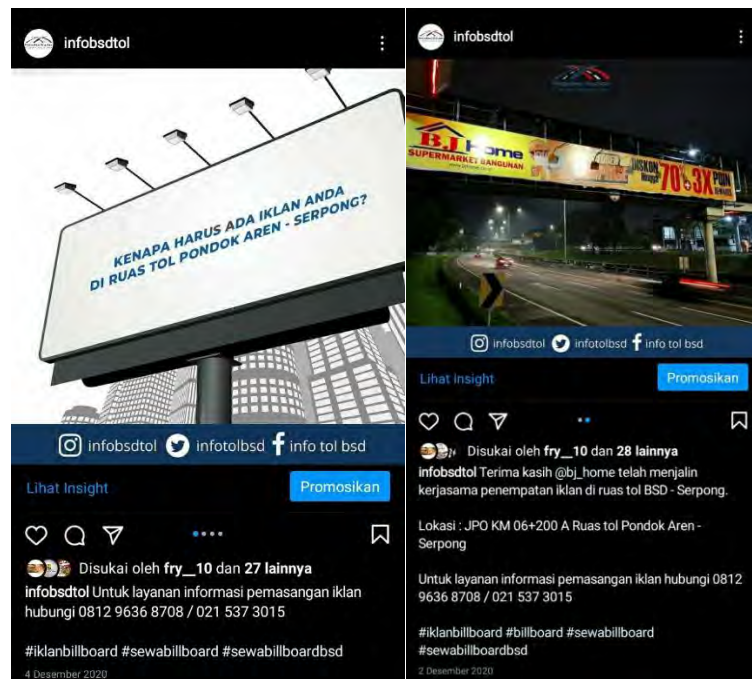 infobsdtol
KENAPA HARUS ADA IKLAN ANDA
DI RUAS TOL PONDOK AREN - SERPONG?
infobsdtol infotolbsd info tol bsd
Lihat Insight Promosikan
Disukai oleh fry__10 dan 27 lainnya
infobsdtol Untuk layanan informasi pemasangan iklan
hubungi 0812 9636 8708 / 021 537 3015
#iklanbillboard #sewabillboard #sewabillboardbsd
4 Desember 2020
infobsdtol
BJ Home
SUPERMARKET BANGUNAN
DISKON
70% 3X POIN
infobsdtol infotolbsd info tol bsd
Lihat Insight Promosikan
Disukai oleh fry__10 dan 28 lainnya
infobsdtol Terima kasih @bj_home telah menjalin
kerjasama penempatan iklan di ruas tol BSD - Serpong.
Lokasi : JPO KM 06+200 A Ruas tol Pondok Aren -
Serpong
Untuk layanan informasi pemasangan iklan hubungi 0812
9636 8708 / 021 537 3015
#iklanbillboard #billboard #sewabillboard
#sewabillboardbsd
2 Desember 2020